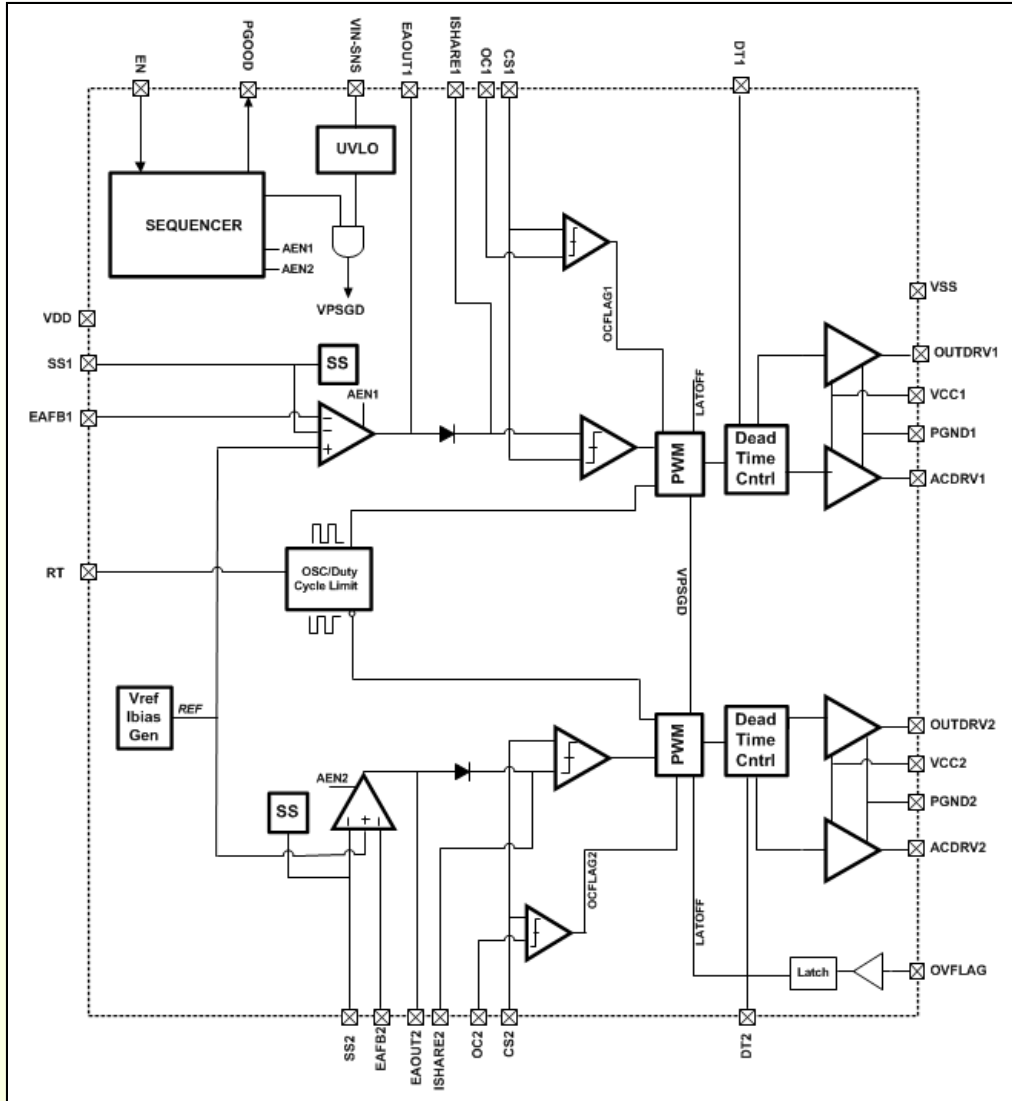 EN
PGOOD
VIN-SNS
EAOUT1
ISHARE1
OC1
CS1
DT1
UVLO
SEQUENCER
AEN1
AEN2
VPSGD
VDD
SS1
EAFB1
SS
AEN1
OCFLAG1
LATOFF
PWM
Dead
Time
Cntrl
VSS
OUTDRV1
VCC1
PGND1
ACDRV1
RT
OSC/Duty
Cycle Limit
VPSGD
Vref
Ibias
Gen
REF
AEN2
SS
PWM
Dead
Time
Cntrl
OUTDRV2
VCC2
PGND2
ACDRV2
OCFLAG2
LATOFF
Latch
OVFLAG
SS2
EAFB2
EAOUT2
ISHARE2
OC2
CS2
DT2